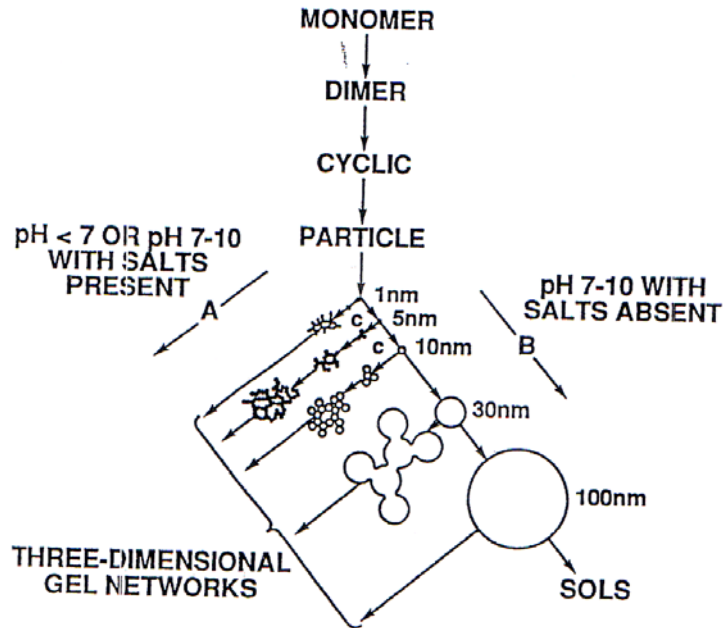 MONOMER
DIMER
CYCLIC
PARTICLE
pH < 7 OR pH 7-10
WITH SALTS
PRESENT
A
pH 7-10 WITH
SALTS ABSENT
B
1nm
C
5nm
C
10nm
30nm
100nm
THREE-DIMENSIONAL
GEL NETWORKS
SOLS